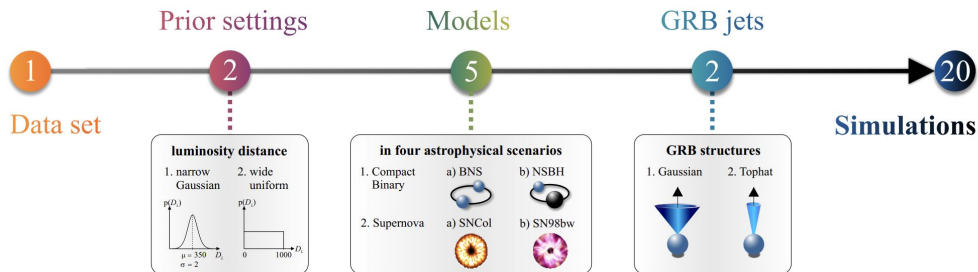 Prior settings
Models
GRB jets
1
2
5
2
20
Data set
Simulations
luminosity distance
1. narrow Gaussian
2. wide uniform
p(D_L)
μ = 350
σ = 2
D_L
p(D_L)
0
1000
D_L
in four astrophysical scenarios
1. Compact Binary
a) BNS
b) NSBH
2. Supernova
a) SNCol
b) SN98bw
GRB structures
1. Gaussian
2. Tophat